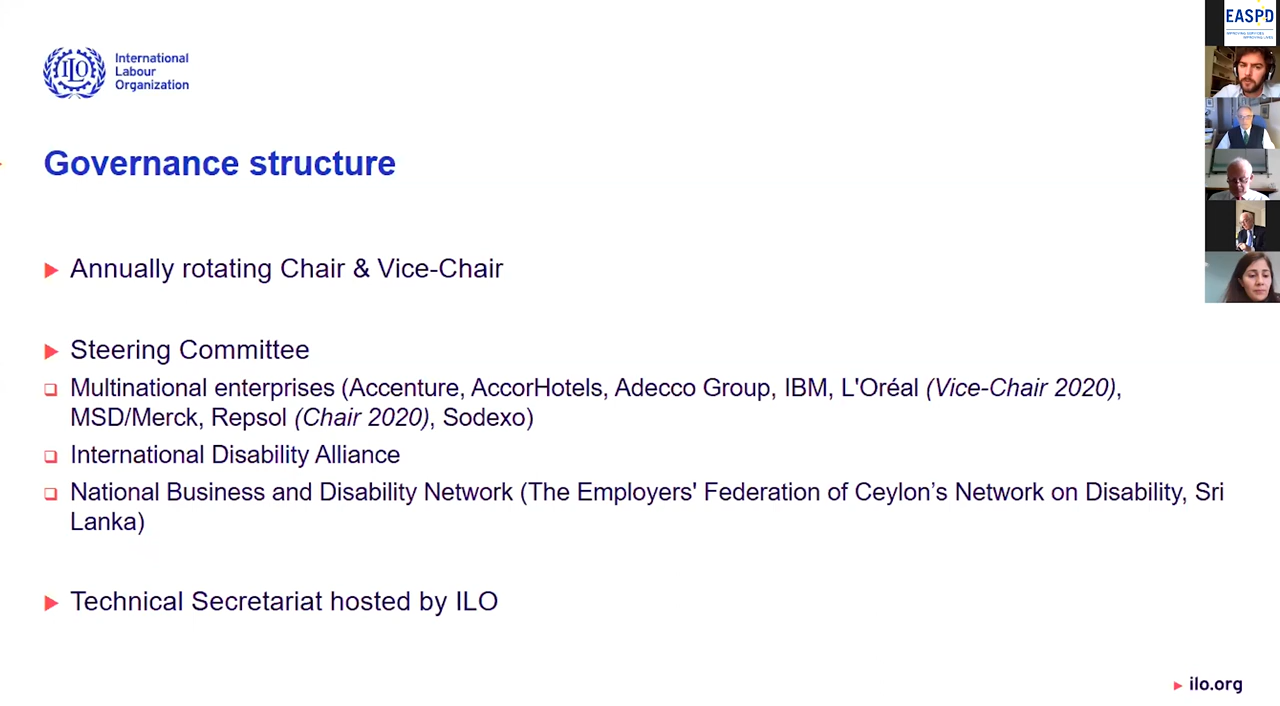 EASPD
International
Labour
Organization
Governance structure
Annually rotating Chair & Vice-Chair
Steering Committee
Multinational enterprises (Accenture, AccorHotels, Adecco Group, IBM, L'Oréal (Vice-Chair 2020),
MSD/Merck, Repsol (Chair 2020), Sodexo)
International Disability Alliance
National Business and Disability Network (The Employers' Federation of Ceylon’s Network on Disability, Sri
Lanka)
Technical Secretariat hosted by ILO
ilo.org